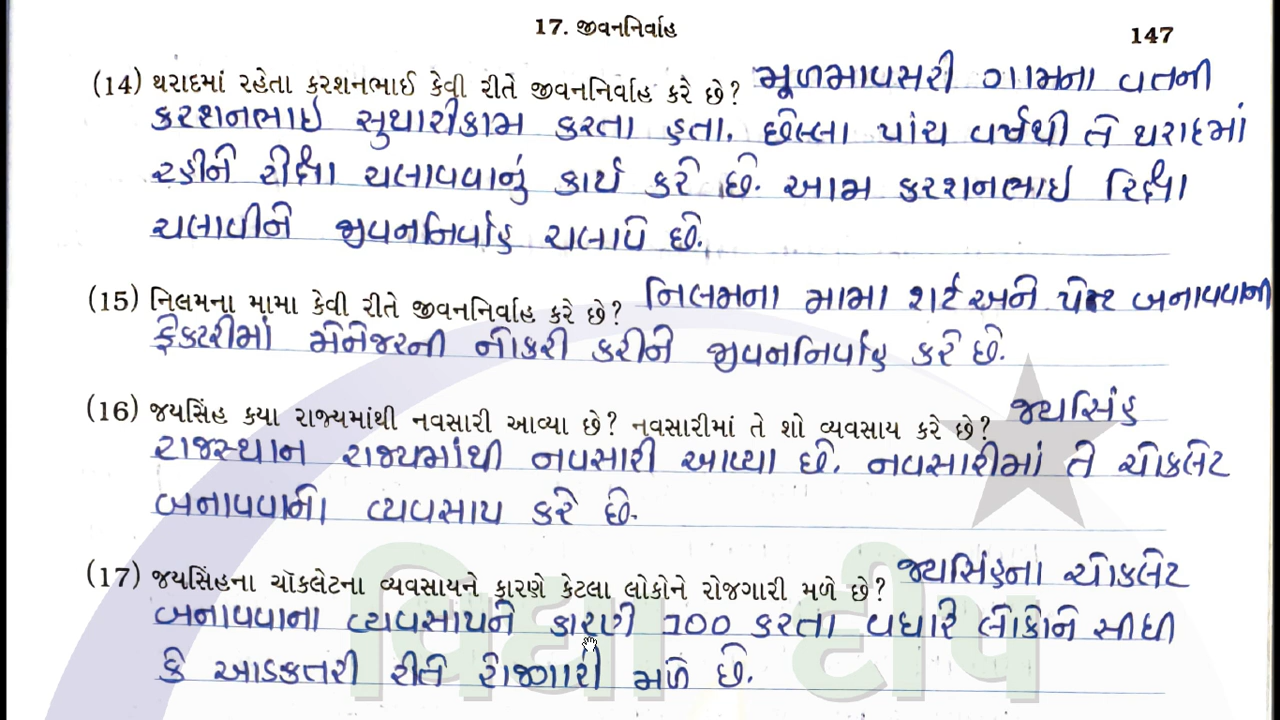 17. જીવનનિર્વાહ
147
(14) થરાદમાં રહેતા કરશનભાઈ કેવી રીતે જીવનનિર્વાહ કરે છે? મૂળમાવસરી ગામના વતની
કરશનભાઇ સુથારીકામ કરતા હતા. છેલ્લા પાંચ વર્ષથી તે થરાદમાં
રહીને રીક્ષા ચલાવવાનું કાર્ય કરે છે. આમ કરશનભાઇ રિક્ષા
ચલાવીને જીવનનિર્વાહ ચલાવે છે.
(15) નિલમના મામા કેવી રીતે જીવનનિર્વાહ કરે છે? નિલમના મામા શર્ટ અને પેન્ટ બનાવવાની
ફેક્ટરીમાં મેનેજરની નોકરી કરીને જીવનનિર્વાહ કરે છે.
(16) જયસિંહ કયા રાજ્યમાંથી નવસારી આવ્યા છે? નવસારીમાં તે શો વ્યવસાય કરે છે? જયસિંહ
રાજસ્થાન રાજ્યમાંથી નવસારી આવ્યા છે. નવસારીમાં તે ચોકલેટ
બનાવવાનો વ્યવસાય કરે છે.
(17) જયસિંહના ચૉકલેટના વ્યવસાયને કારણે કેટલા લોકોને રોજગારી મળે છે? જયસિંહના ચોકલેટ
બનાવવાના વ્યવસાયને કારણે 100 કરતા વધારે લોકોને સીધી
કે આડકતરી રીતે રોજગારી મળે છે.
વિદ્યા દીપ